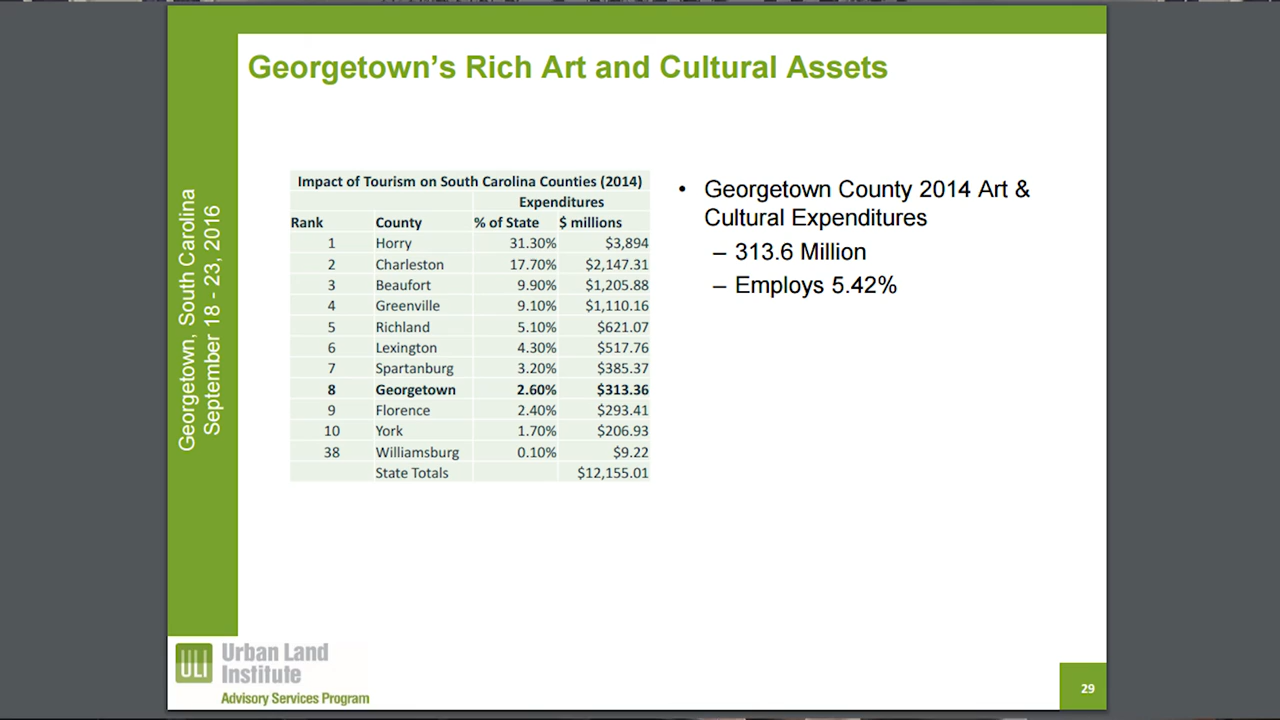 Georgetown's Rich Art and Cultural Assets
Georgetown, South Carolina
September 18 - 23, 2016
Impact of Tourism on South Carolina Counties (2014)
Expenditures
Rank County % of State $ millions
1 Horry 31.30% $3,894
2 Charleston 17.70% $2,147.31
3 Beaufort 9.90% $1,205.88
4 Greenville 9.10% $1,110.16
5 Richland 5.10% $621.07
6 Lexington 4.30% $517.76
7 Spartanburg 3.20% $385.37
8 Georgetown 2.60% $313.36
9 Florence 2.40% $293.41
10 York 1.70% $206.93
38 Williamsburg 0.10% $9.22
State Totals $12,155.01
• Georgetown County 2014 Art &
Cultural Expenditures
– 313.6 Million
– Employs 5.42%
ULI Urban Land
Institute
Advisory Services Program
29